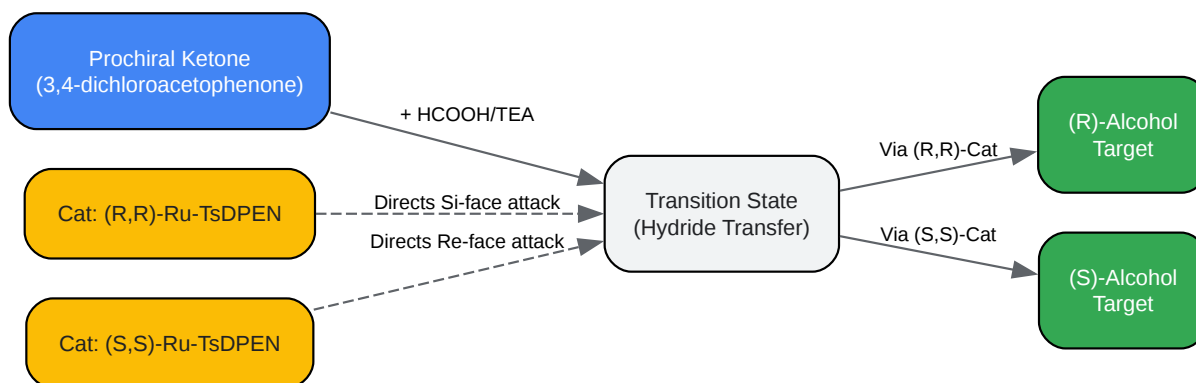 Prochiral Ketone
(3,4-dichloroacetophenone)
+ HCOOH/TEA
Cat: (R,R)-Ru-TsDPEN
Directs Si-face attack
Directs Re-face attack
Cat: (S,S)-Ru-TsDPEN
Transition State
(Hydride Transfer)
Via (R,R)-Cat
(R)-Alcohol
Target
Via (S,S)-Cat
(S)-Alcohol
Target